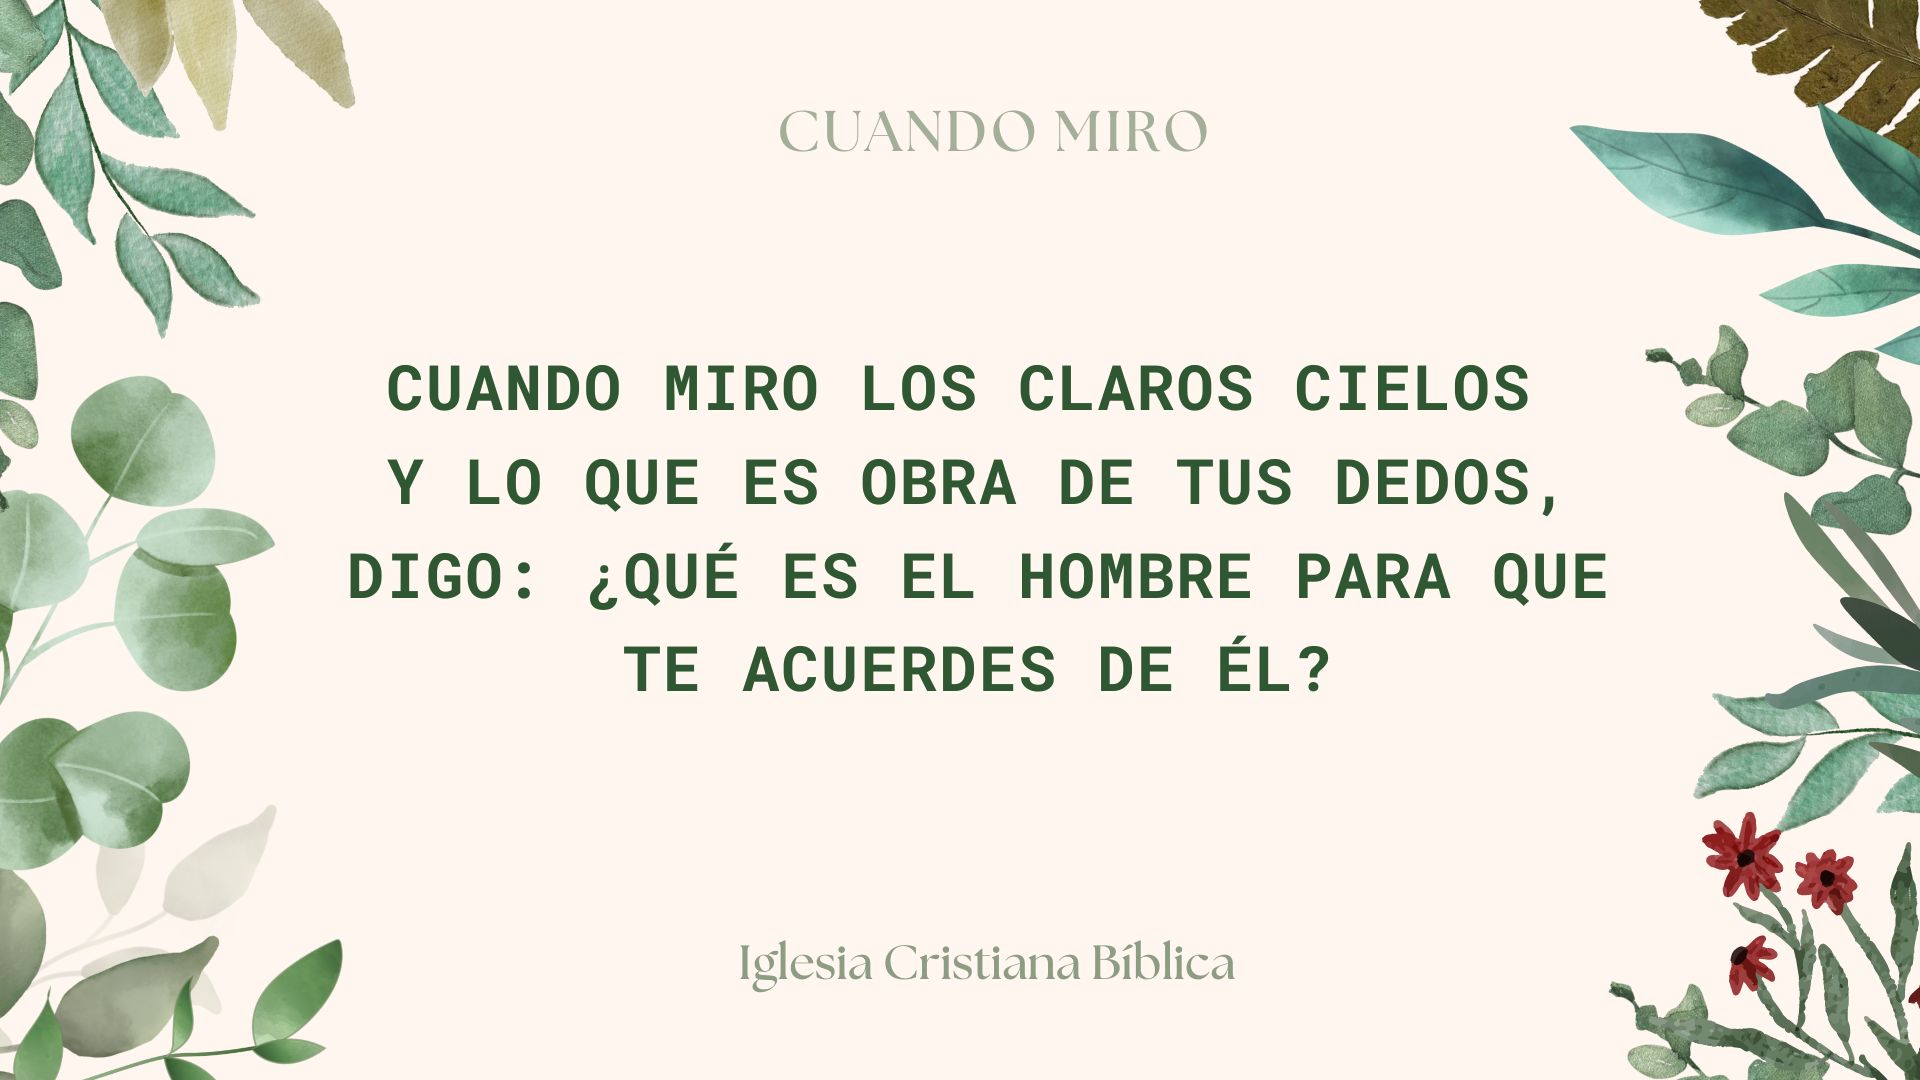 CUANDO MIRO
CUANDO MIRO LOS CLAROS CIELOS
Y LO QUE ES OBRA DE TUS DEDOS,
DIGO: ¿QUÉ ES EL HOMBRE PARA QUE
TE ACUERDES DE ÉL?
Iglesia Cristiana Bíblica